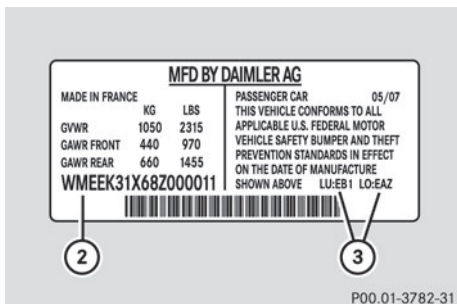 MFD BY DAIMLER AG
MADE IN FRANCE
KG LBS
GVWR 1050 2315
GAWR FRONT 440 970
GAWR REAR 660 1455
WMEEK31X68Z000011
PASSENGER CAR 05/07
THIS VEHICLE CONFORMS TO ALL
APPLICABLE U.S. FEDERAL MOTOR
VEHICLE SAFETY BUMPER AND THEFT
PREVENTION STANDARDS IN EFFECT
ON THE DATE OF MANUFACTURE
SHOWN ABOVE LU:EB1 LO:EAZ
2
3
P00.01-3782-31